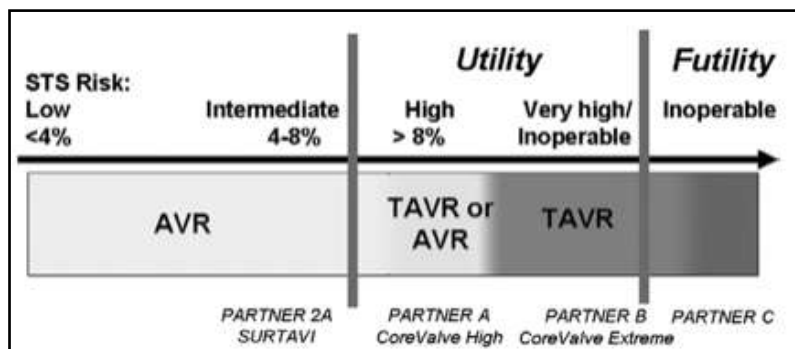 Utility
Futility
STS Risk:
Low
<4%
Intermediate
4-8%
High
> 8%
Very high/
Inoperable
Inoperable
AVR
TAVR or
AVR
TAVR
PARTNER 2A
SURTAVI
PARTNER A
CoreValve High
PARTNER B
CoreValve Extreme
PARTNER C